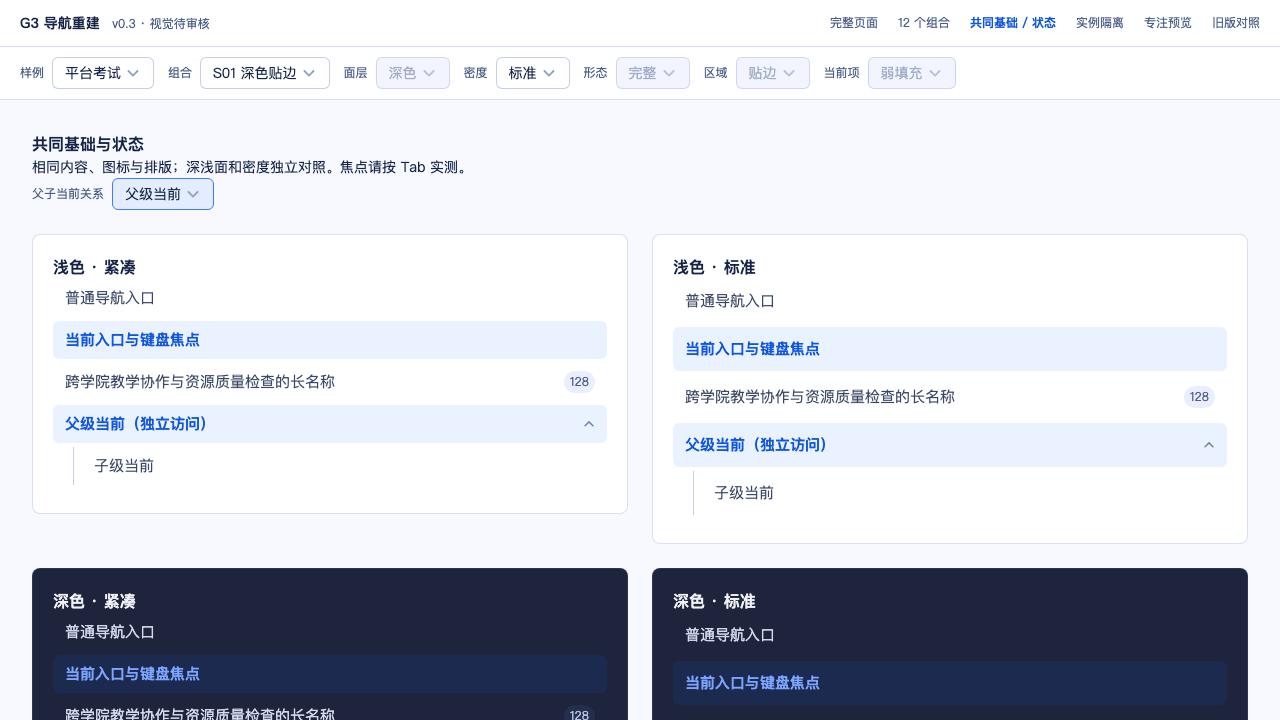 G3 导航重建 v0.3 · 视觉待审核 完整页面 12 个组合 共同基础 / 状态 实例隔离 专注预览 旧版对照
样例 平台考试 组合 S01 深色贴边 面层 深色 密度 标准 形态 完整 区域 贴边 当前项 弱填充
共同基础与状态
相同内容、图标与排版；深浅面和密度独立对照。焦点请按 Tab 实测。
父子当前关系 父级当前
浅色 · 紧凑
普通导航入口
当前入口与键盘焦点
跨学院教学协作与资源质量检查的长名称 128
父级当前（独立访问）
子级当前
浅色 · 标准
普通导航入口
当前入口与键盘焦点
跨学院教学协作与资源质量检查的长名称 128
父级当前（独立访问）
子级当前
深色 · 紧凑
普通导航入口
当前入口与键盘焦点
跨学院教学协作与资源质量检查的长名称 128
深色 · 标准
普通导航入口
当前入口与键盘焦点